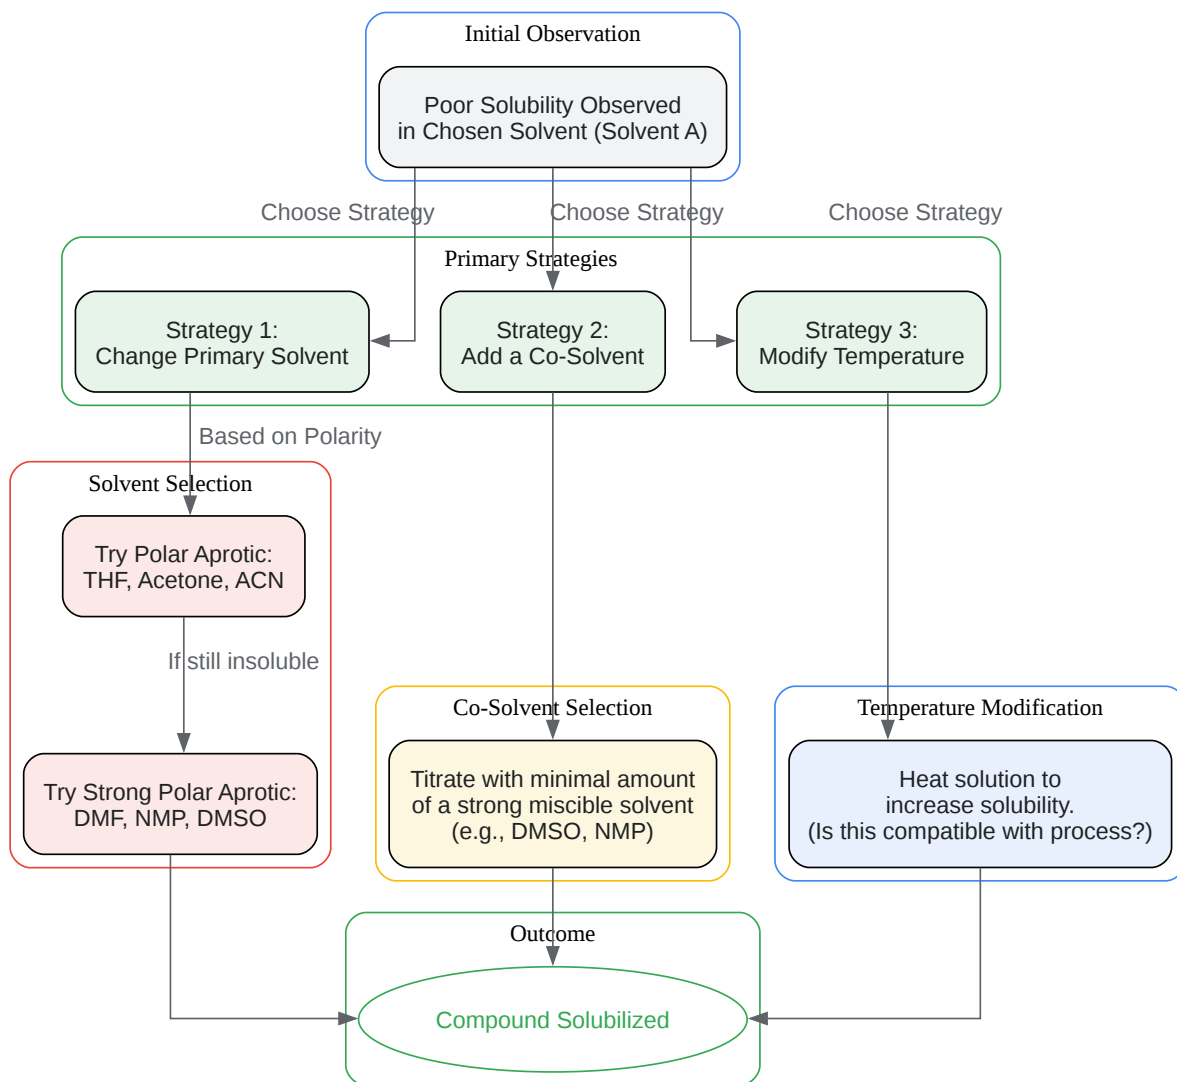 Initial Observation
Poor Solubility Observed
in Chosen Solvent (Solvent A)
Choose Strategy
Choose Strategy
Choose Strategy
Primary Strategies
Strategy 1:
Change Primary Solvent
Strategy 2:
Add a Co-Solvent
Strategy 3:
Modify Temperature
Based on Polarity
Solvent Selection
Try Polar Aprotic:
THF, Acetone, ACN
If still insoluble
Try Strong Polar Aprotic:
DMF, NMP, DMSO
Co-Solvent Selection
Titrate with minimal amount
of a strong miscible solvent
(e.g., DMSO, NMP)
Temperature Modification
Heat solution to
increase solubility.
(Is this compatible with process?)
Outcome
Compound Solubilized